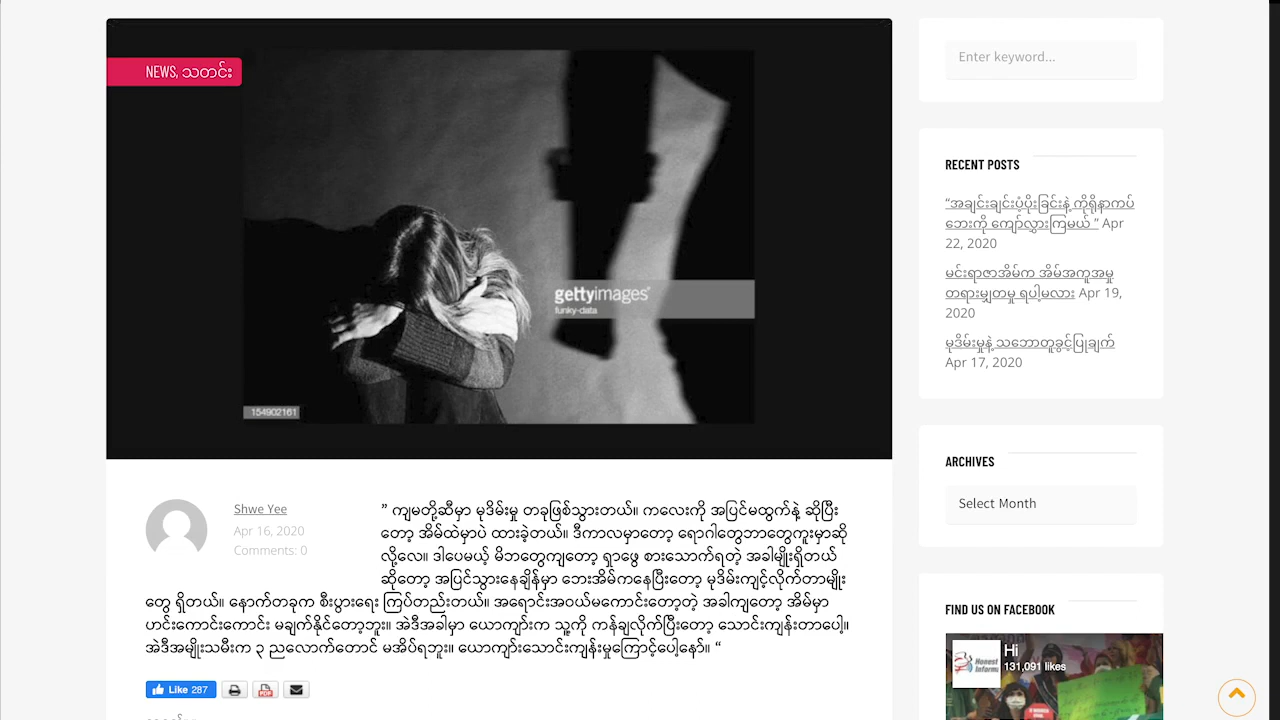 NEWS, သတင်း
gettyimages®
funky-data
154902161
Shwe Yee
Apr 16, 2020
Comments: 0
” ကျမတို့ဆီမှာ မုဒိမ်းမှု တခုဖြစ်သွားတယ်။ ကလေးကို အပြင်မထွက်နဲ့ ဆိုပြီး
တော့ အိမ်ထဲမှာပဲ ထားခဲ့တယ်။ ဒီကာလမှာတော့ ရောဂါတွေဘာတွေကူးမှာဆို
လို့လေ။ ဒါပေမယ့် မိဘတွေကျတော့ ရှာဖွေ စားသောက်ရတဲ့ အခါမျိုးရှိတယ်
ဆိုတော့ အပြင်သွားနေချိန်မှာ ဘေးအိမ်ကနေပြီးတော့ မုဒိမ်းကျင့်လိုက်တာမျိုး
တွေ ရှိတယ်။ နောက်တခုက စီးပွားရေး ကြပ်တည်းတယ်။ အရောင်းအဝယ်မကောင်းတော့တဲ့ အခါကျတော့ အိမ်မှာ
ဟင်းကောင်းကောင်း မချက်နိုင်တော့ဘူး။ အဲဒီအခါမှာ ယောကျာ်းက သူ့ကို ကန်ချလိုက်ပြီးတော့ သောင်းကျန်းတာပေါ့။
အဲဒီအမျိုးသမီးက ၃ ညလောက်တောင် မအိပ်ရဘူး။ ယောကျာ်းသောင်းကျန်းမှုကြောင့်ပေါ့နော်။ “
Like 287
PDF
Enter keyword...
RECENT POSTS
“အချင်းချင်းပံ့ပိုးခြင်းနဲ့ ကိုရိုနာကပ်
ဘေးကို ကျော်လွှားကြမယ် ” Apr
22, 2020
မင်းရာဇာအိမ်က အိမ်အကူအမှု
တရားမျှတမှု ရပါ့မလား Apr 19,
2020
မုဒိမ်းမှုနဲ့ သဘောတူခွင့်ပြုချက်
Apr 17, 2020
ARCHIVES
Select Month
FIND US ON FACEBOOK
Hi
131,091 likes
Honest
Informa